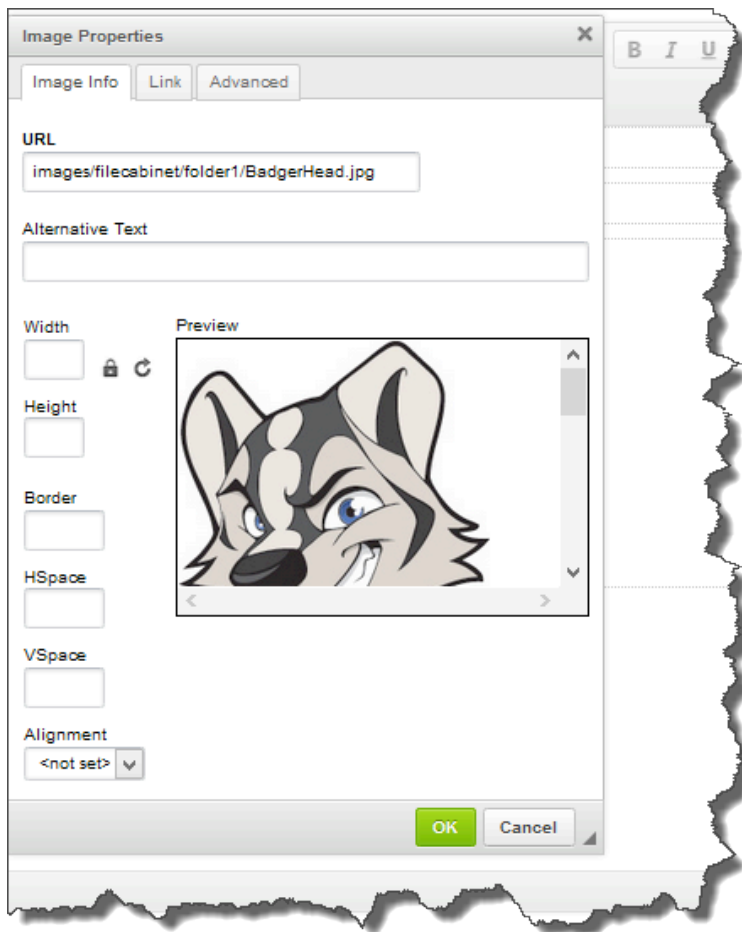 Image Properties
B I U
Image Info Link Advanced
URL
images/filecabinet/folder1/BadgerHead.jpg
Alternative Text
Width
Preview
Height
Border
HSpace
VSpace
Alignment
<not set>
OK Cancel